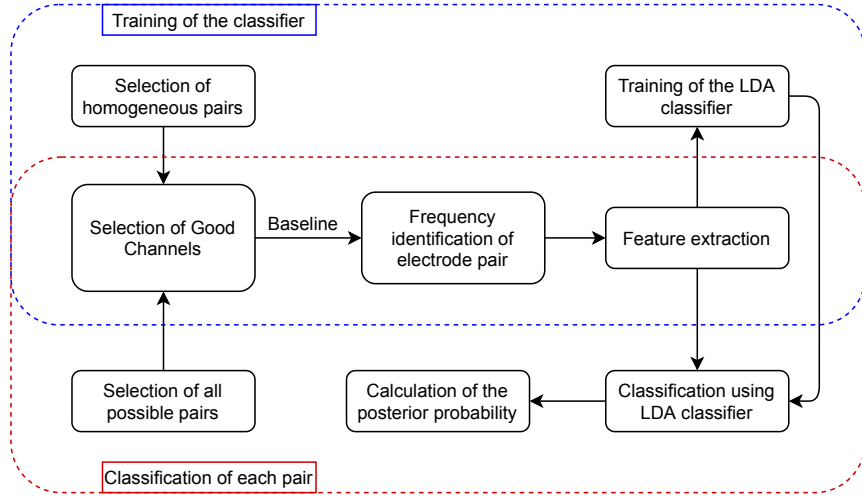 Training of the classifier
Selection of
homogeneous pairs
Training of the LDA
classifier
Selection of Good
Channels
Baseline
Frequency
identification of
electrode pair
Feature extraction
Selection of all
possible pairs
Calculation of the
posterior probability
Classification using
LDA classifier
Classification of each pair